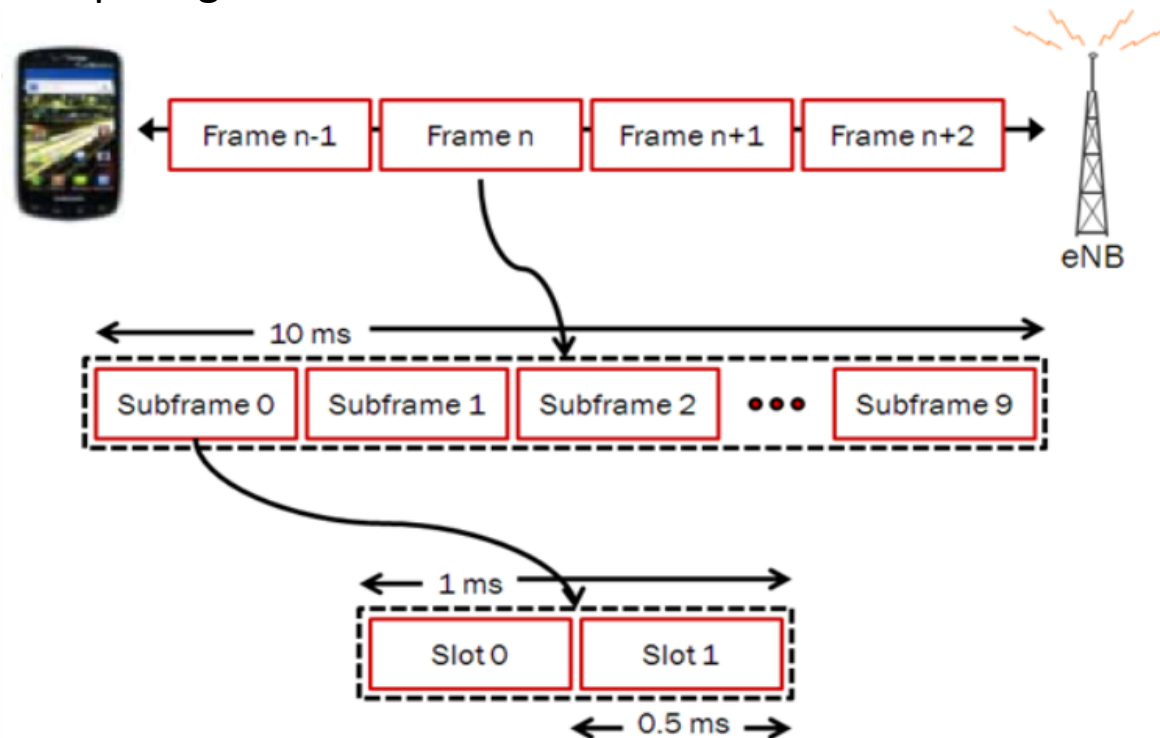 Frame n-1
Frame n
Frame n+1
Frame n+2
eNB
10 ms
Subframe 0
Subframe 1
Subframe 2
Subframe 9
1 ms
Slot 0
Slot 1
0.5 ms